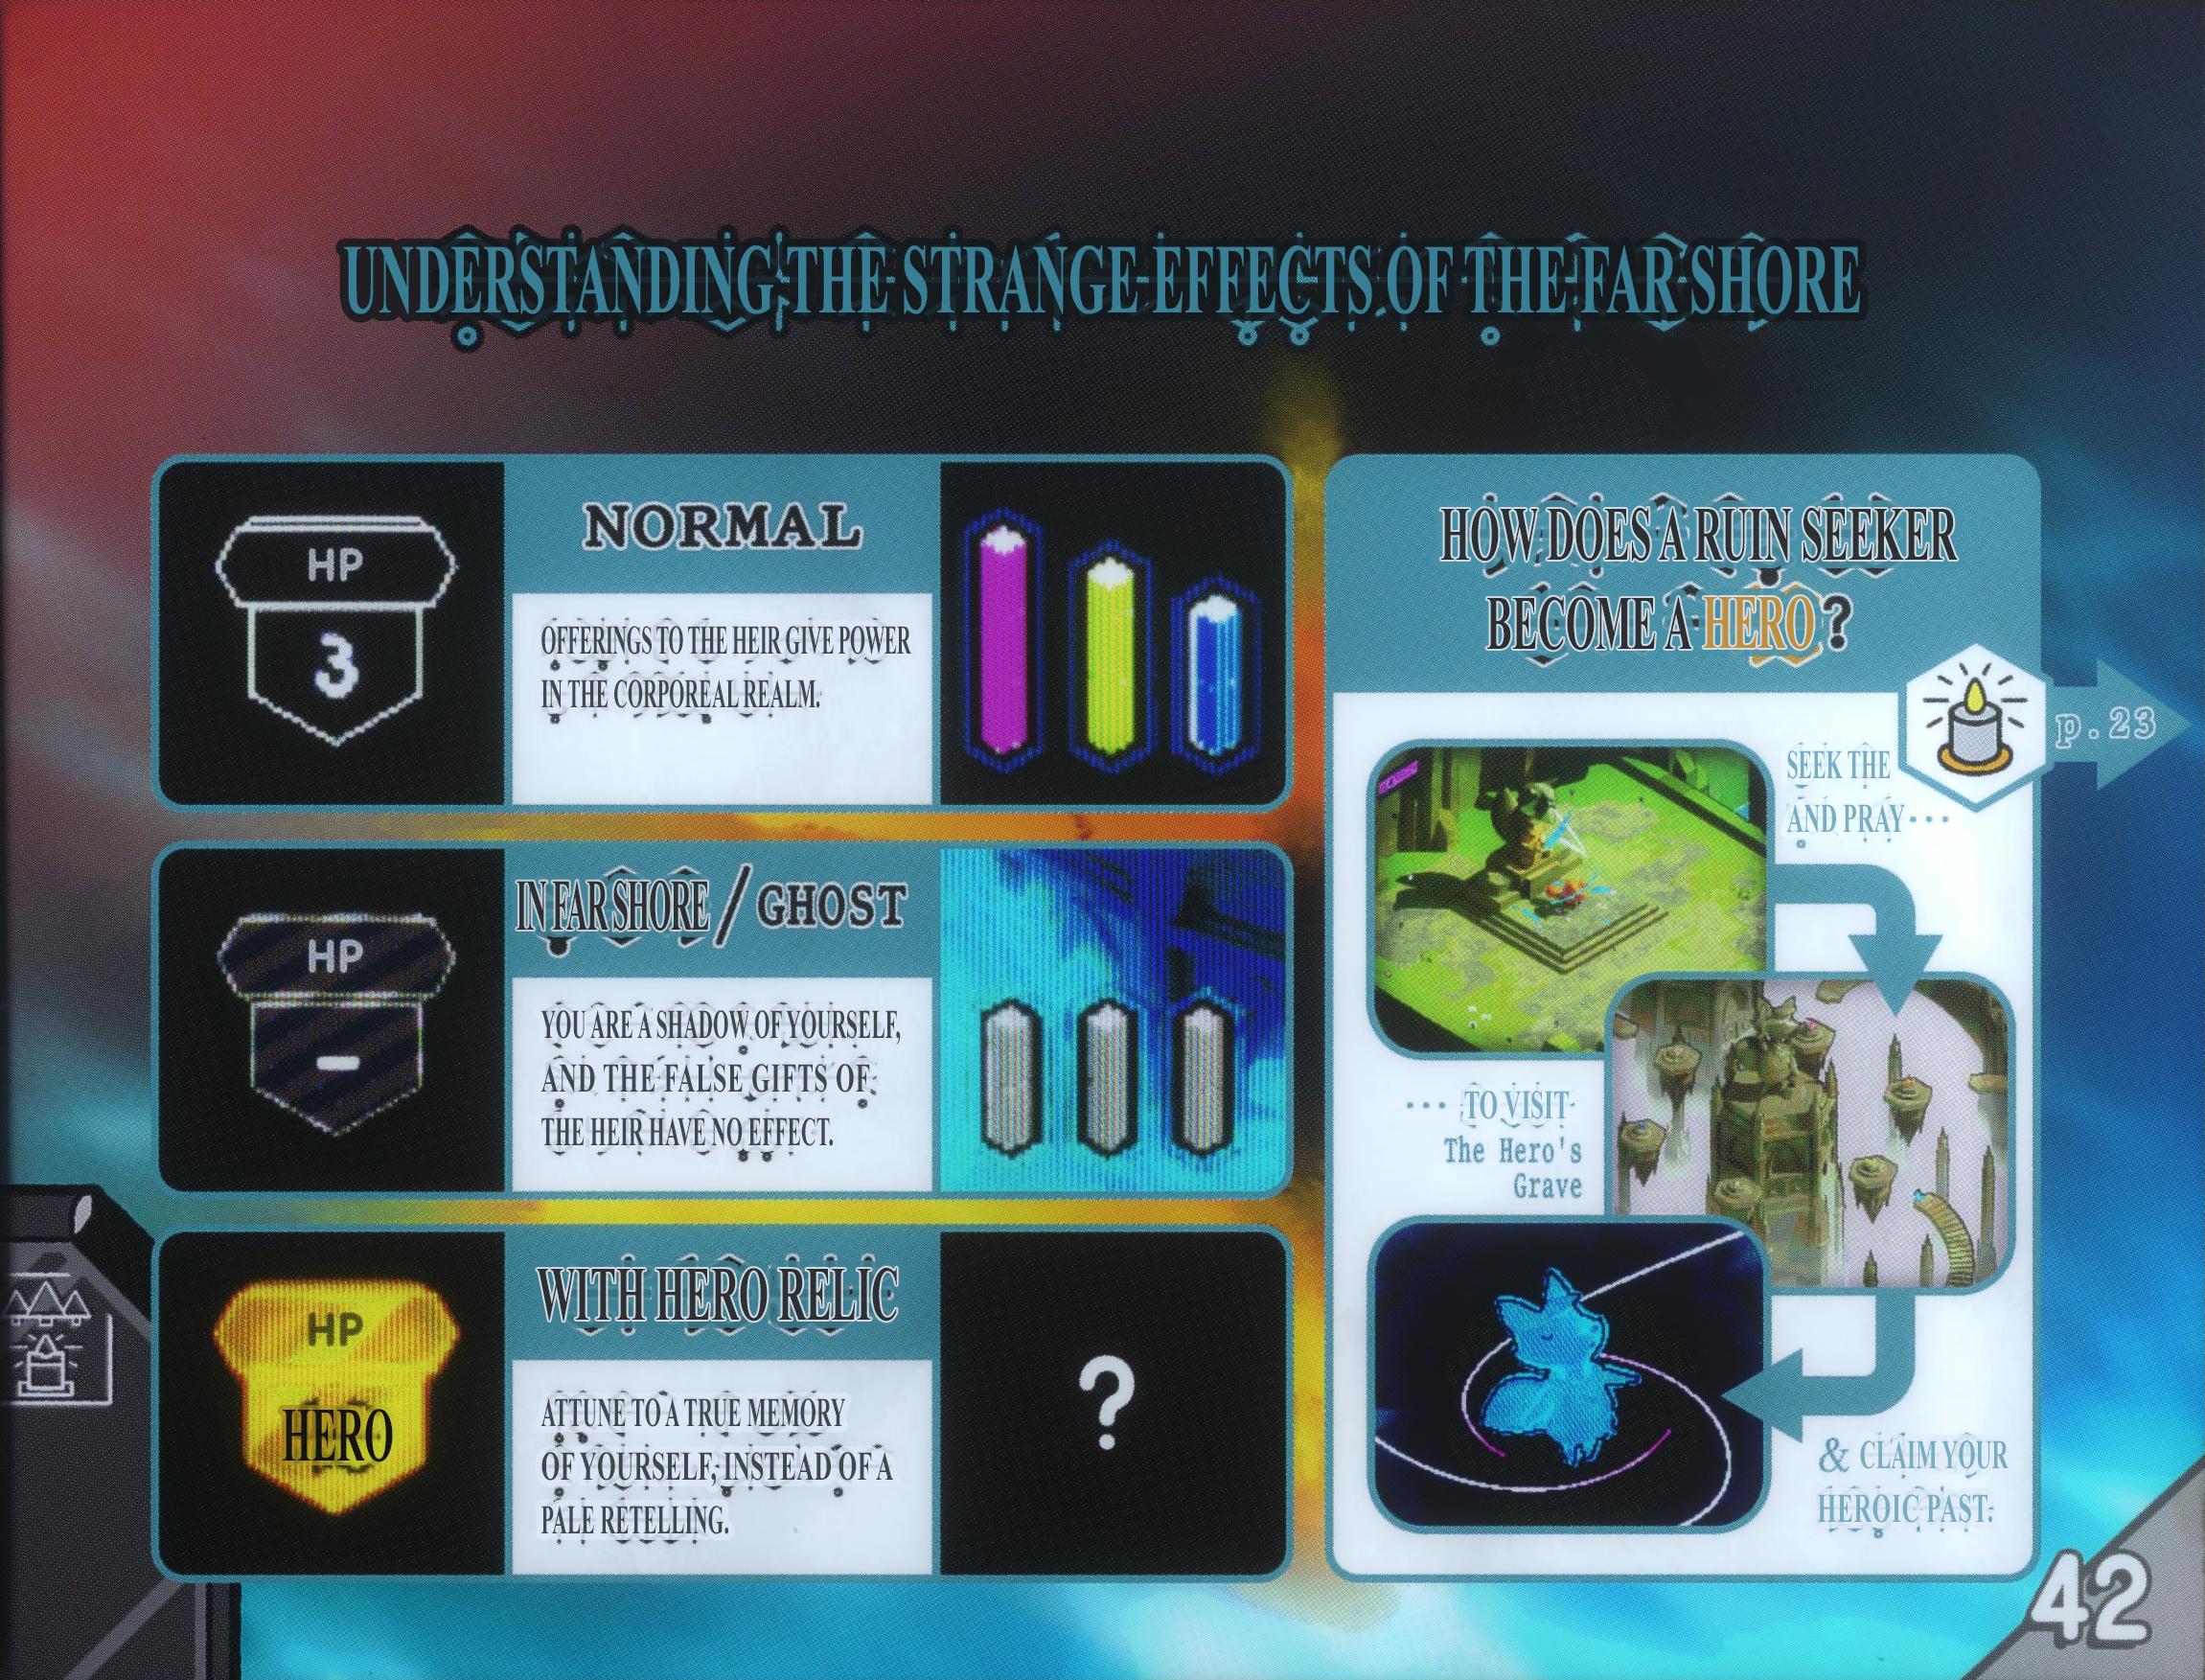 UNDERSTANDING THE STRANGE EFFECTS OF THE FAR SHORE
HP
3
NORMAL
OFFERINGS TO THE HEIR GIVE POWER
IN THE CORPOREAL REALM.
HP
-
IN FAR SHORE / GHOST
YOU ARE A SHADOW OF YOURSELF,
AND THE FALSE GIFTS OF
THE HEIR HAVE NO EFFECT.
HP
HERO
WITH HERO RELIC
ATTUNE TO A TRUE MEMORY
OF YOURSELF, INSTEAD OF A
PALE RETELLING.
?
HOW DOES A RUIN SEEKER
BECOME A HERO?
p.23
SEEK THE
AND PRAY...
... TO VISIT
The Hero's
Grave
& CLAIM YOUR
HEROIC PAST.
42